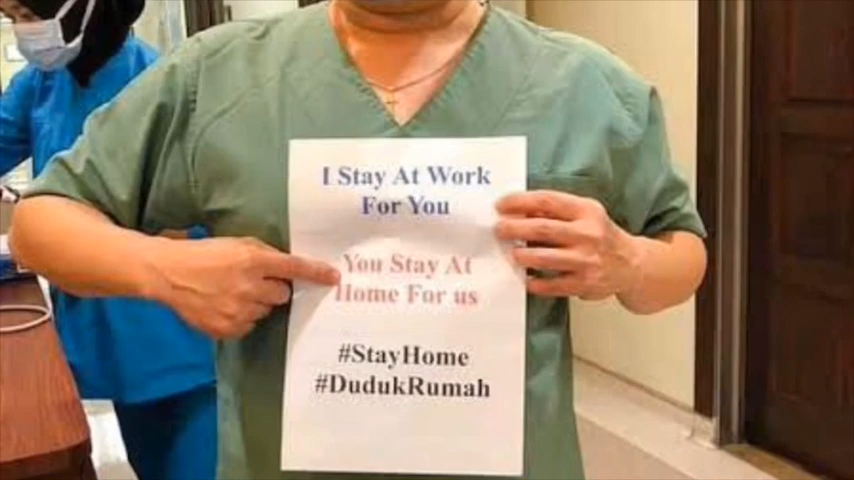 I Stay At Work
For You
You Stay At
Home For us
#StayHome
#DudukRumah